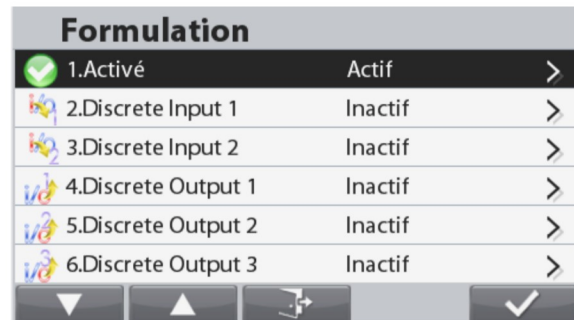 Formulation
1.Activé Actif
2.Discrete Input 1 Inactif
3.Discrete Input 2 Inactif
4.Discrete Output 1 Inactif
5.Discrete Output 2 Inactif
6.Discrete Output 3 Inactif